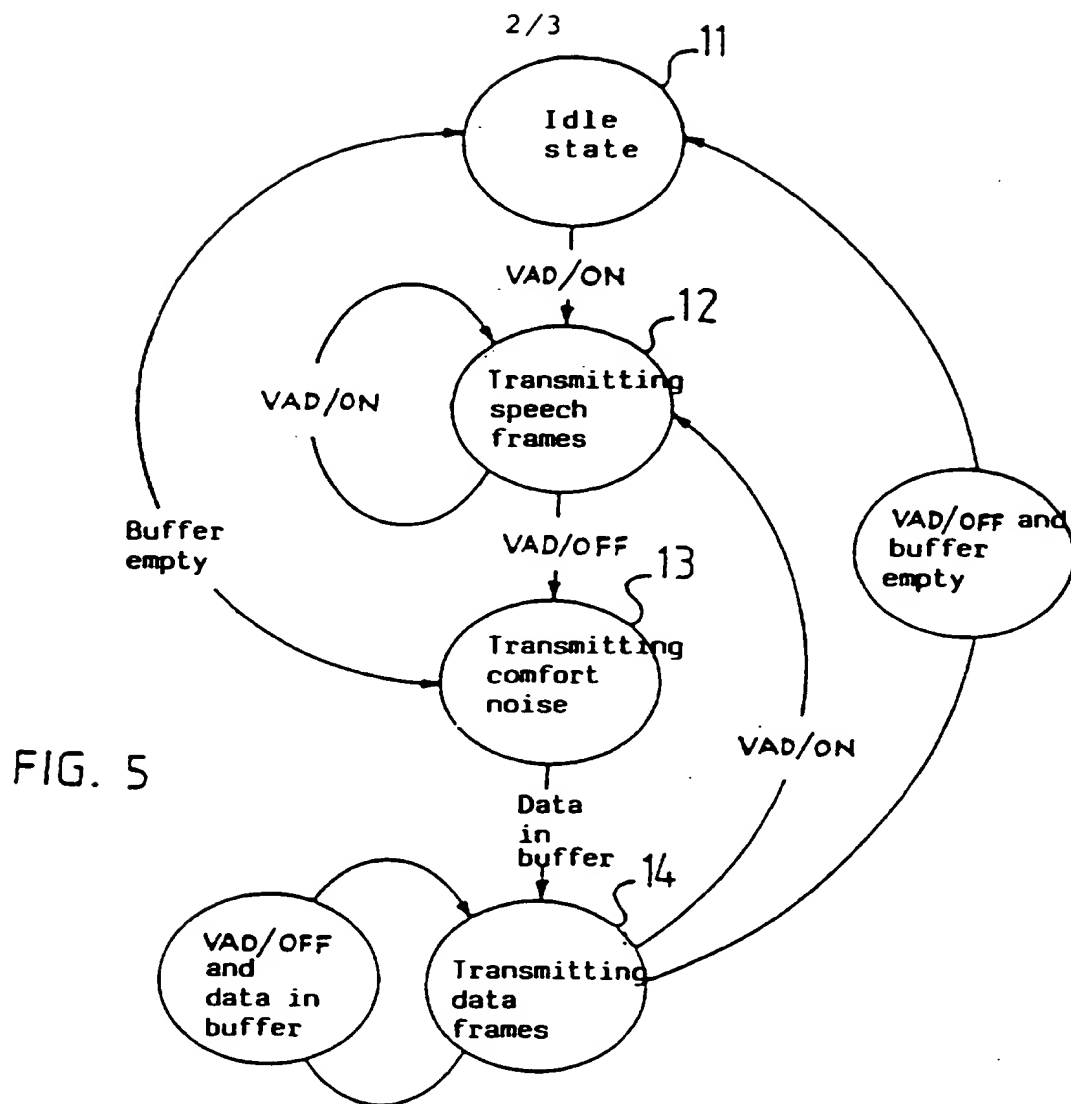 2/3
11
Idle
state
VAD/ON
12
Transmitting
speech
frames
VAD/ON
VAD/OFF and
buffer
empty
Buffer
empty
VAD/OFF
13
Transmitting
comfort
noise
VAD/ON
FIG. 5
Data
in
buffer
14
VAD/OFF
and
data in
buffer
Transmitting
data
frames